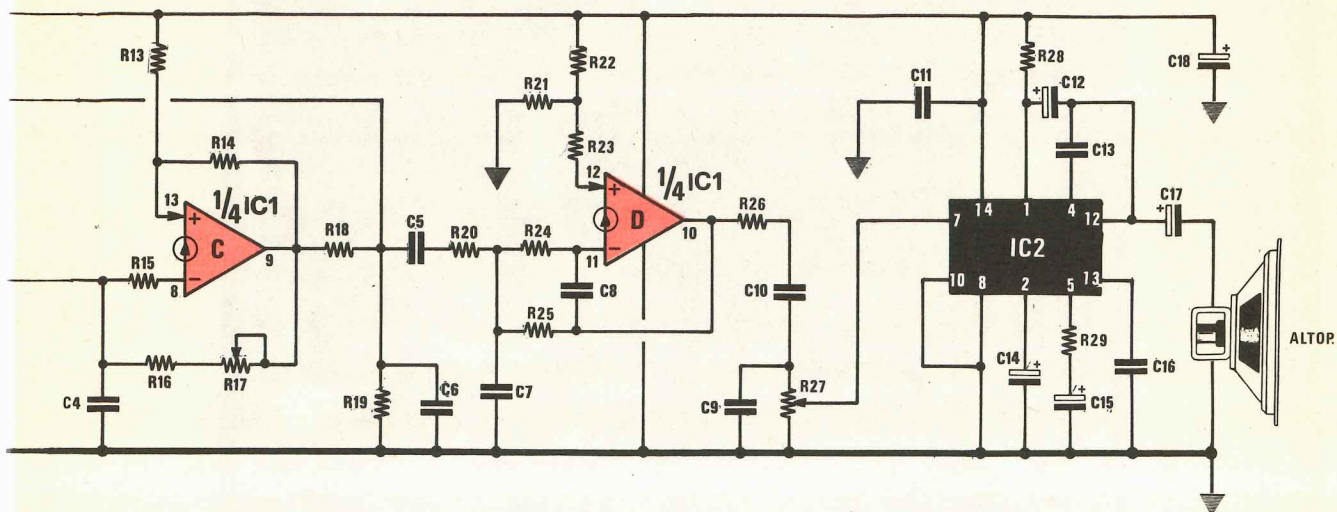 R13
R14
13
+
1/4 IC1
C
9
-
8
R15
R16
R17
C4
R18
R19
C6
C5
R20
R21
R22
R23
12
+
1/4 IC1
D
10
-
11
R24
C8
R25
C7
R26
C10
C9
R27
C11
R28
+
C12
C13
C18
+
7
14
1
4
12
IC2
10
8
2
5
13
C14
+
R29
+
C15
C16
C17
+
ALTOP.